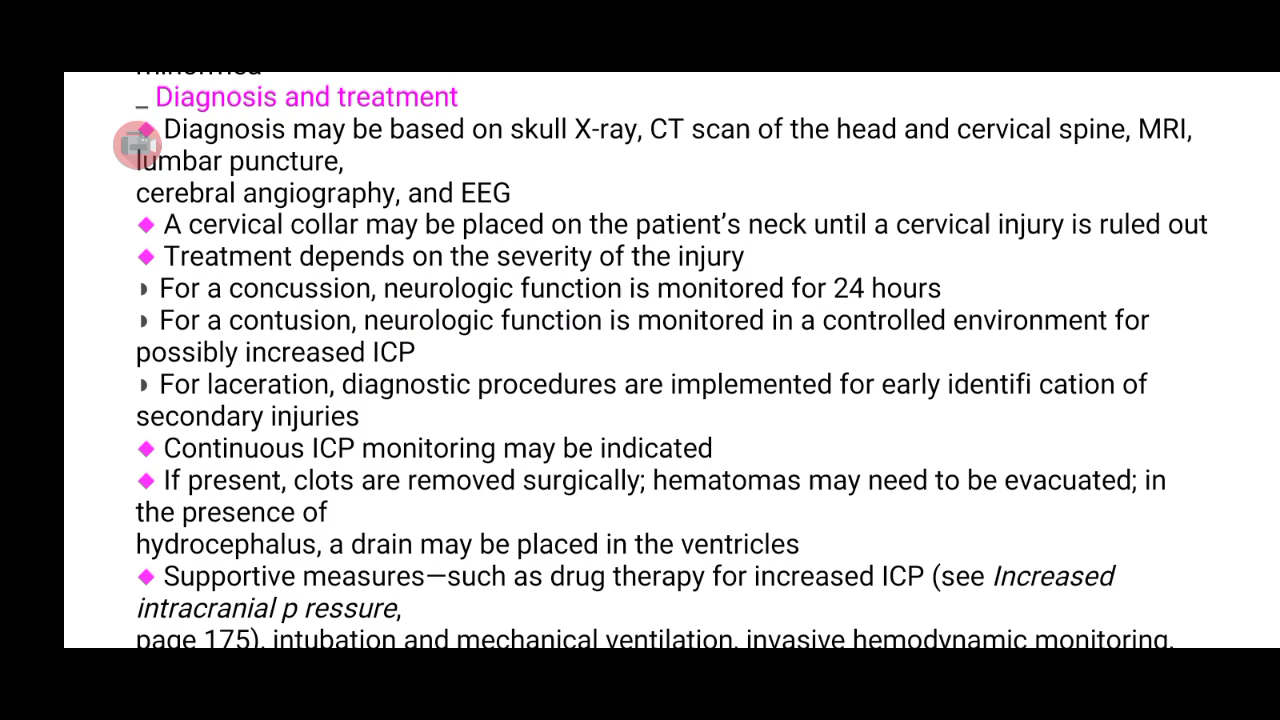 _ Diagnosis and treatment
◆ Diagnosis may be based on skull X-ray, CT scan of the head and cervical spine, MRI,
lumbar puncture,
cerebral angiography, and EEG
◆ A cervical collar may be placed on the patient’s neck until a cervical injury is ruled out
◆ Treatment depends on the severity of the injury
◗ For a concussion, neurologic function is monitored for 24 hours
◗ For a contusion, neurologic function is monitored in a controlled environment for
possibly increased ICP
◗ For laceration, diagnostic procedures are implemented for early identifi cation of
secondary injuries
◆ Continuous ICP monitoring may be indicated
◆ If present, clots are removed surgically; hematomas may need to be evacuated; in
the presence of
hydrocephalus, a drain may be placed in the ventricles
◆ Supportive measures—such as drug therapy for increased ICP (see Increased
intracranial p ressure,
page 175), intubation and mechanical ventilation, invasive hemodynamic monitoring,